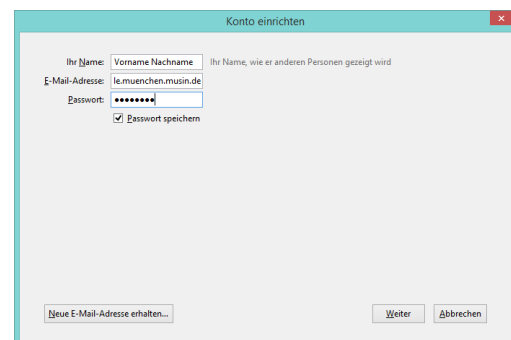 Konto einrichten
Ihr Name: Vorname Nachname Ihr Name, wie er anderen Personen gezeigt wird
E-Mail-Adresse: le.muenchen.musin.de
Passwort: ●●●●●●●●
Passwort speichern
Neue E-Mail-Adresse erhalten... Weiter Abbrechen